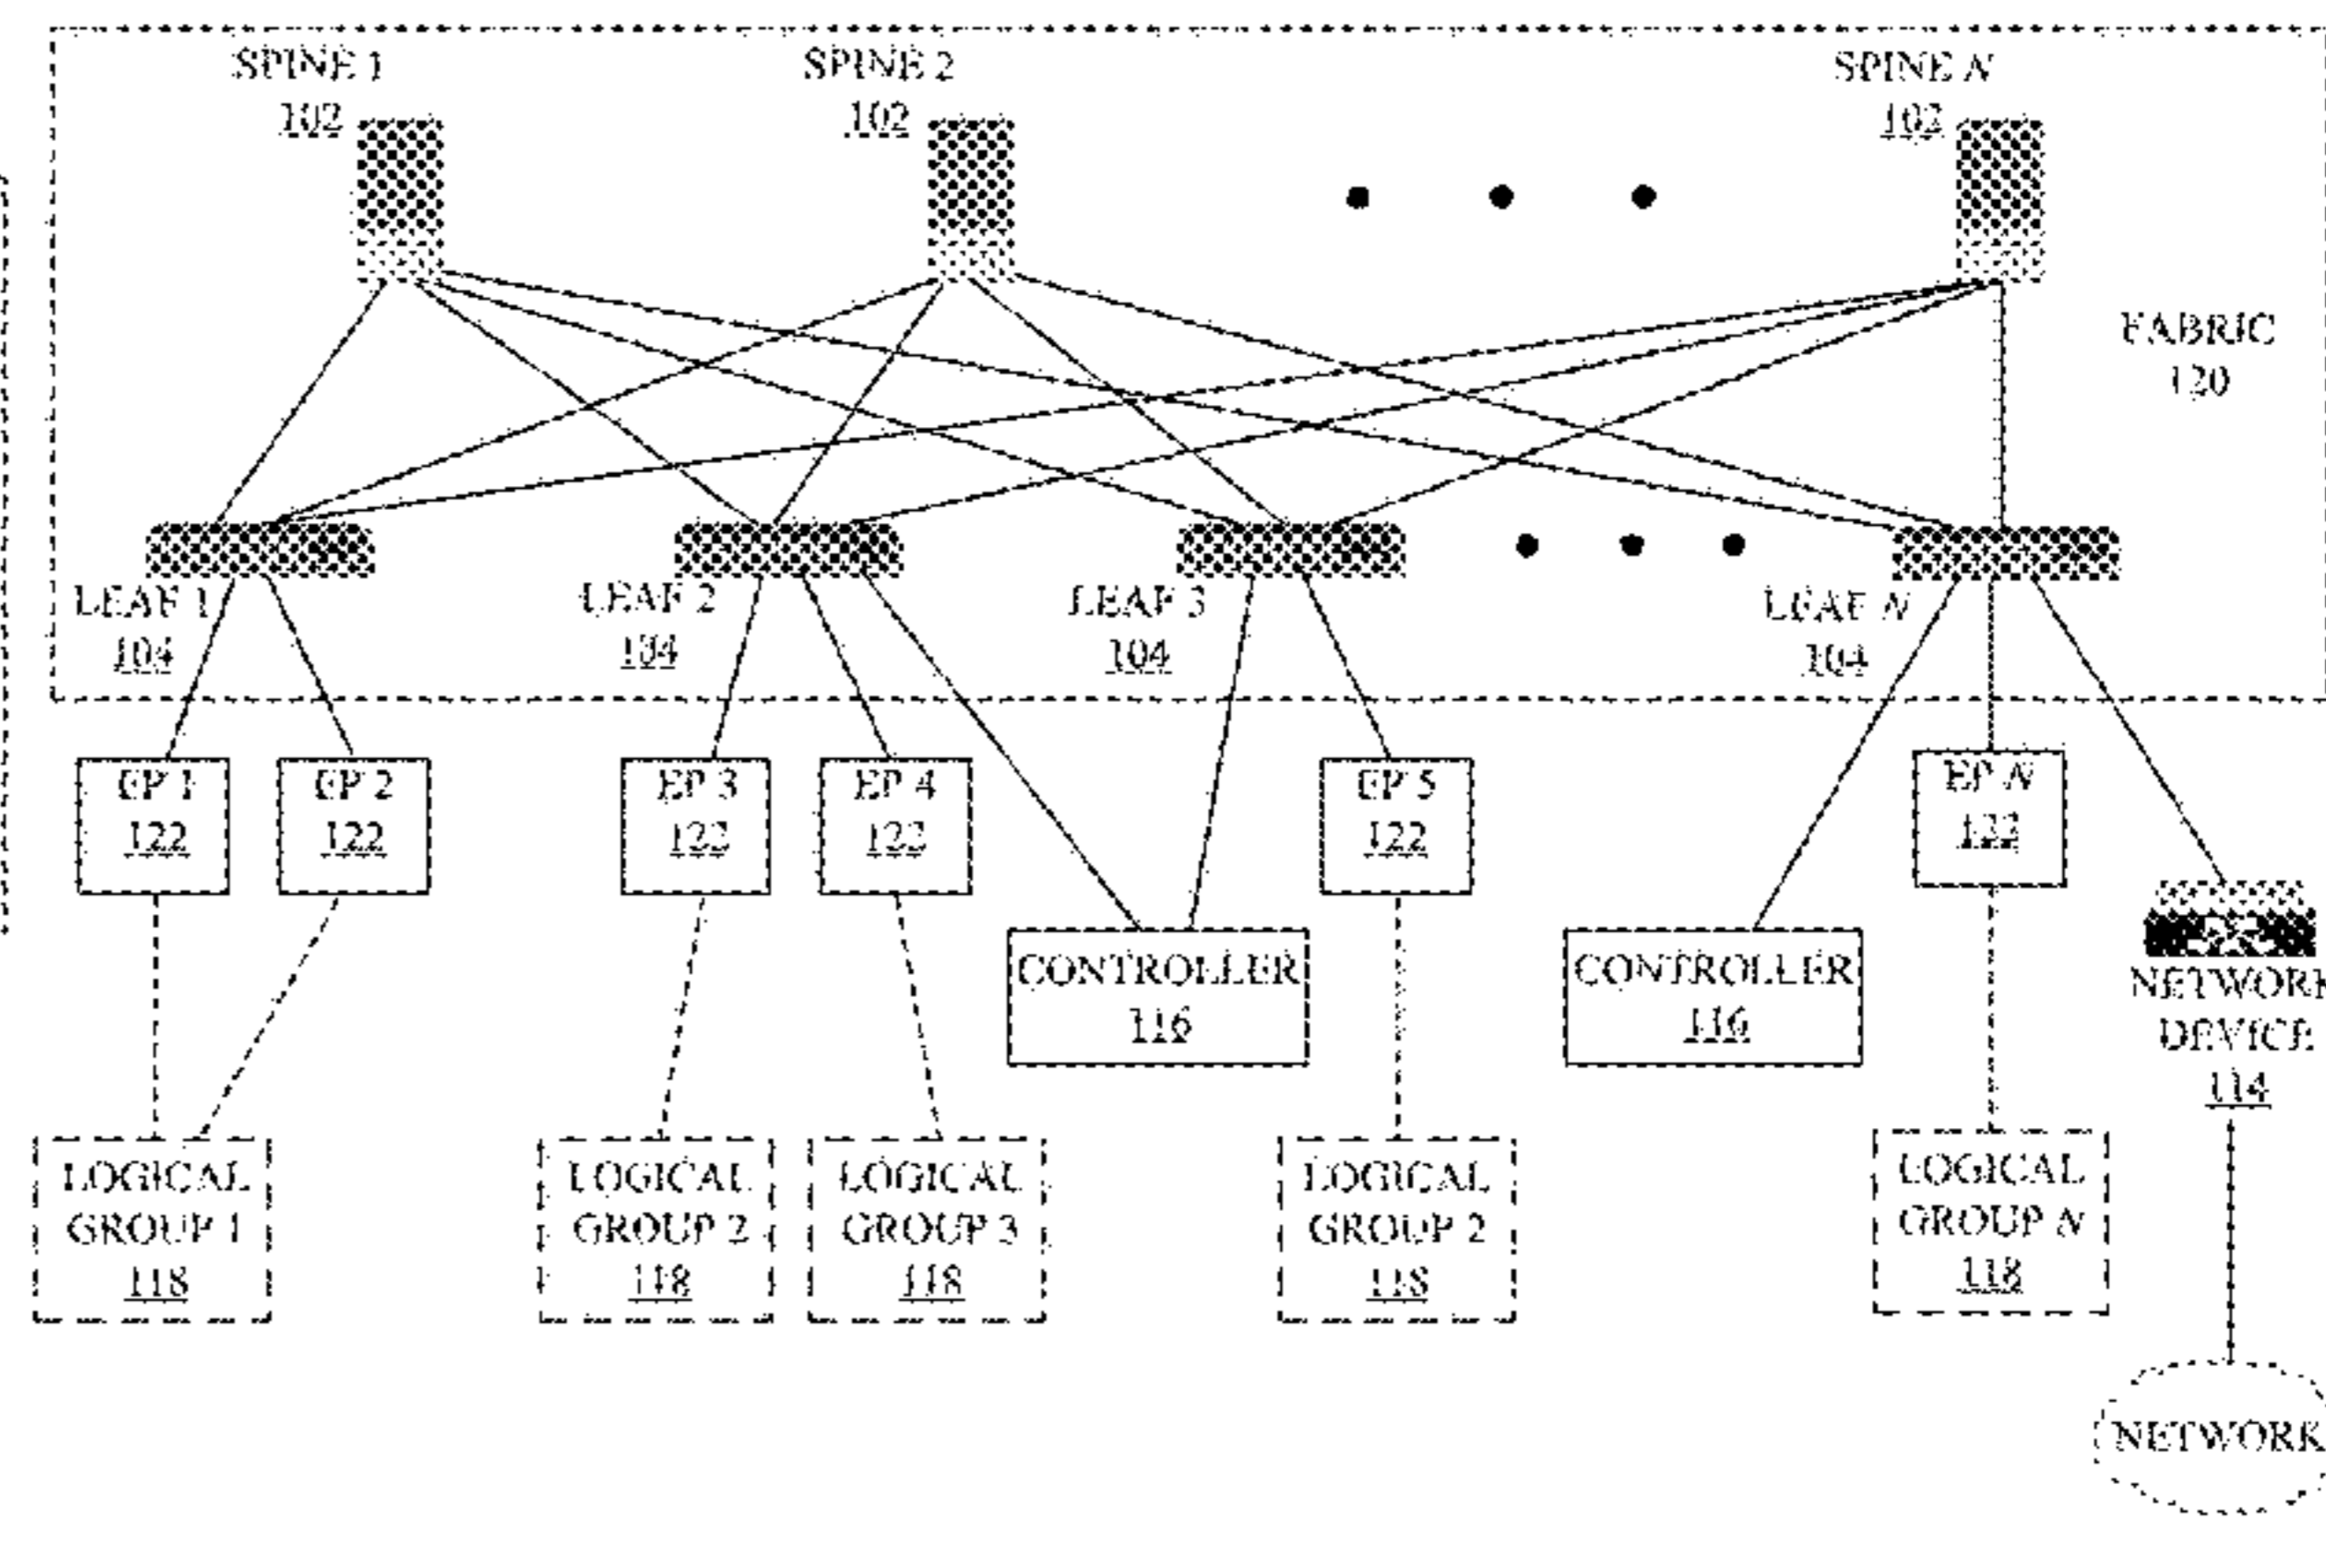 SPINE 1
102
SPINE 2
102
SPINE N
102
FABRIC
120
LEAF 1
104
LEAF 2
104
LEAF 3
104
LEAF N
104
EP 1
122
EP 2
122
EP 3
122
EP 4
122
EP 5
122
EP N
122
CONTROLLER
116
CONTROLLER
116
NETWORK
DEVICE
114
LOGICAL
GROUP 1
118
LOGICAL
GROUP 2
118
LOGICAL
GROUP 3
118
LOGICAL
GROUP 2
118
LOGICAL
GROUP N
118
NETWORK